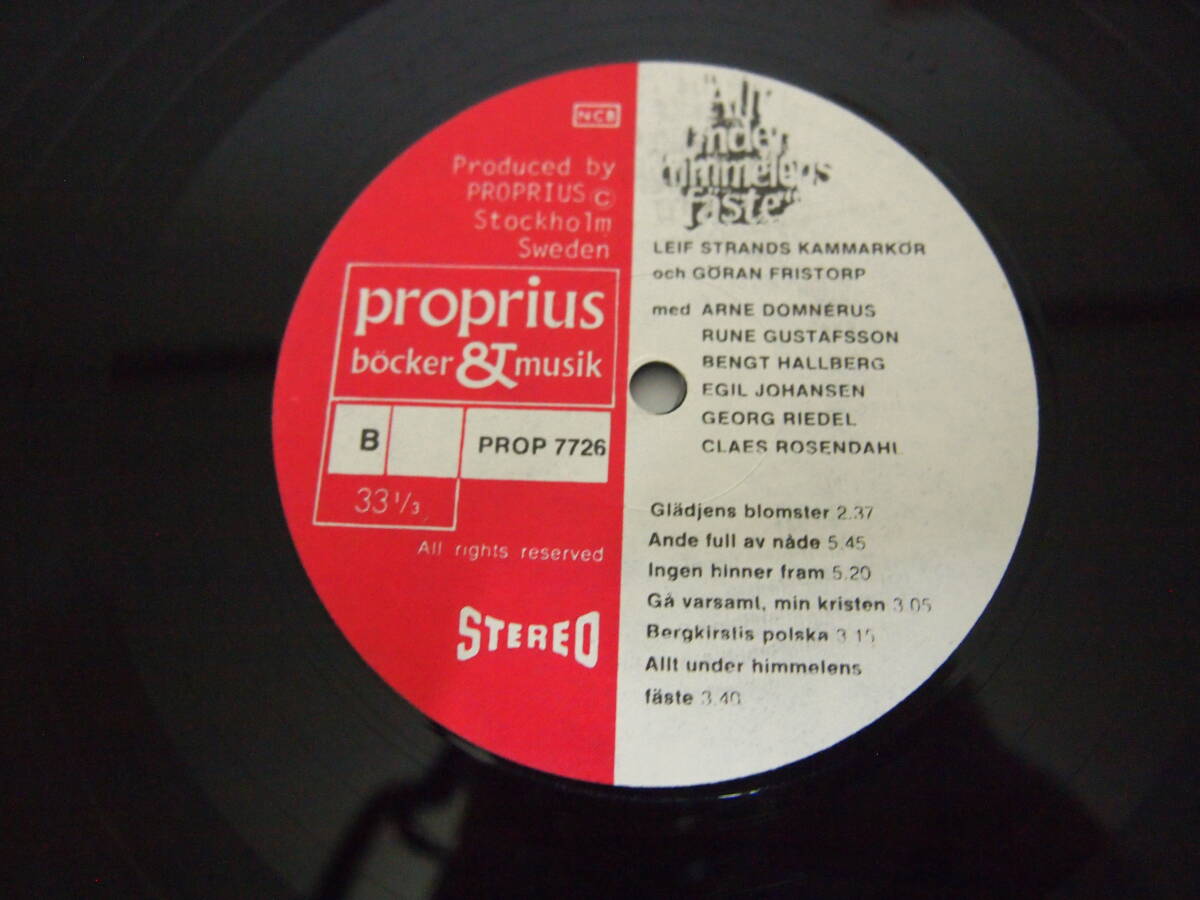 NCB
Produced by
PROPRIUS ©
Stockholm
Sweden
proprius
böcker & musik
B
PROP 7726
33 1/3
All rights reserved
STEREO
"Allt
under
himmelens
fäste"
LEIF STRANDS KAMMARKÖR
och GÖRAN FRISTORP
med ARNE DOMNÉRUS
RUNE GUSTAFSSON
BENGT HALLBERG
EGIL JOHANSEN
GEORG RIEDEL
CLAES ROSENDAHL
Glädjens blomster 2.37
Ande full av nåde 5.45
Ingen hinner fram 5.20
Gå varsamt, min kristen 3.05
Bergkirstis polska 3.15
Allt under himmelens
fäste 3.40